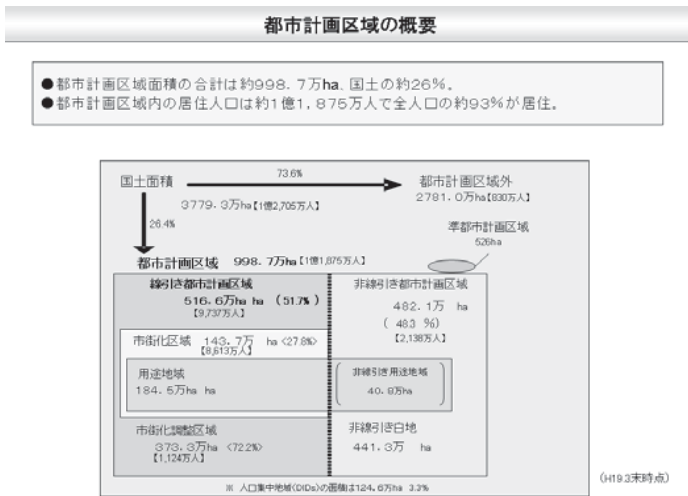 都市計画区域の概要
●都市計画区域面積の合計は約998.7万ha、国土の約26%。
●都市計画区域内の居住人口は約1億1,875万人で全人口の約93%が居住。
国土面積
73.6%
都市計画区域外
3779.3万ha【1億2,705万人】
2781.0万ha【830万人】
26.4%
準都市計画区域
526ha
都市計画区域 998.7万ha【1億1,875万人】
線引き都市計画区域
516.6万ha ha (51.7%)
【9,737万人】
非線引き都市計画区域
482.1万 ha
( 48.3 %)
【2,138万人】
市街化区域 143.7万 ha <27.8%>
【8,613万人】
用途地域
184.5万ha ha
非線引き用途地域
40.8万ha
市街化調整区域
373.3万ha <72.2%>
【1,124万人】
非線引き白地
441.3万 ha
※ 人口集中地域(DIDs)の面積は124.6万ha 3.3%
(H19.3末時点)